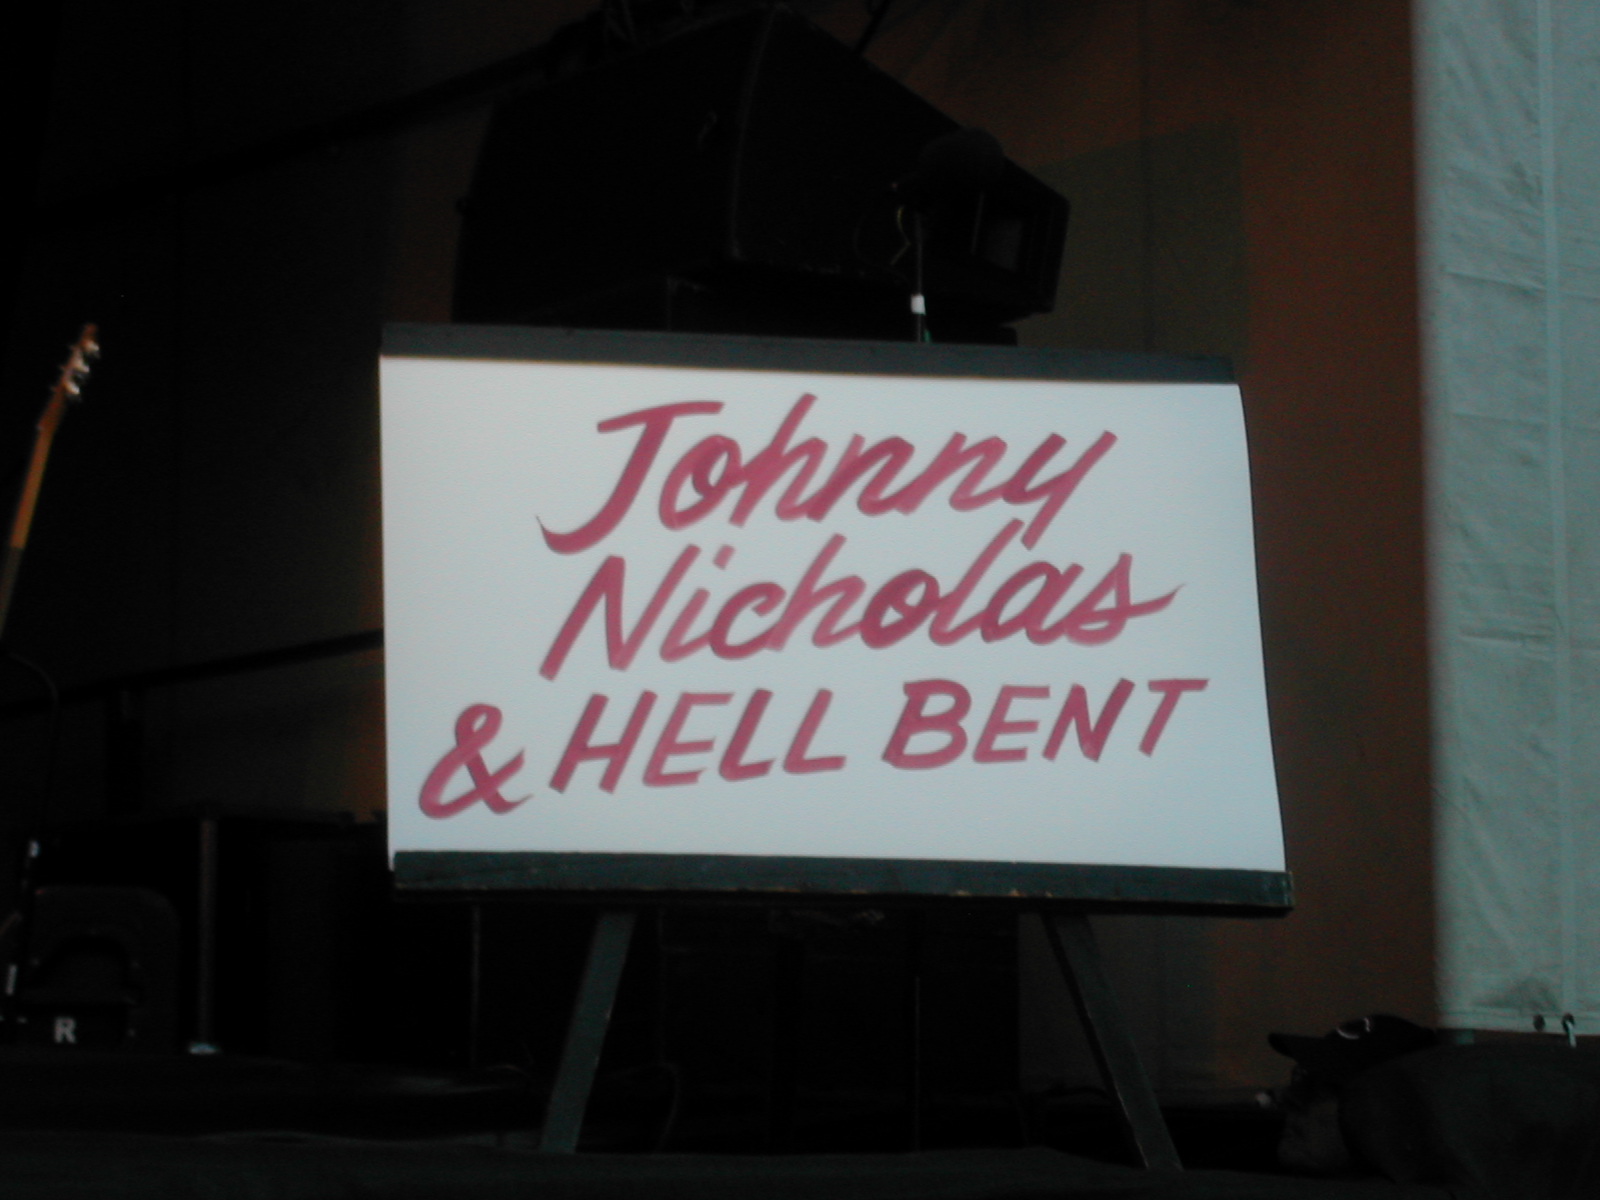 Johnny
Nicholas
& HELL BENT
R